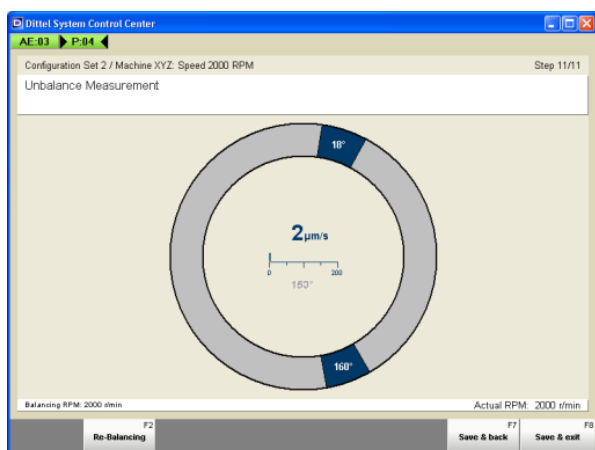 Dittel System Control Center
AE:03 P:04
Configuration Set 2 / Machine XYZ: Speed 2000 RPM Step 11/11
Unbalance Measurement
18°
2 µm/s
0 200
153°
160°
Balancing RPM: 2000 r/min Actual RPM: 2000 r/min
F2 F7 F8
Re-Balancing Save & back Save & exit